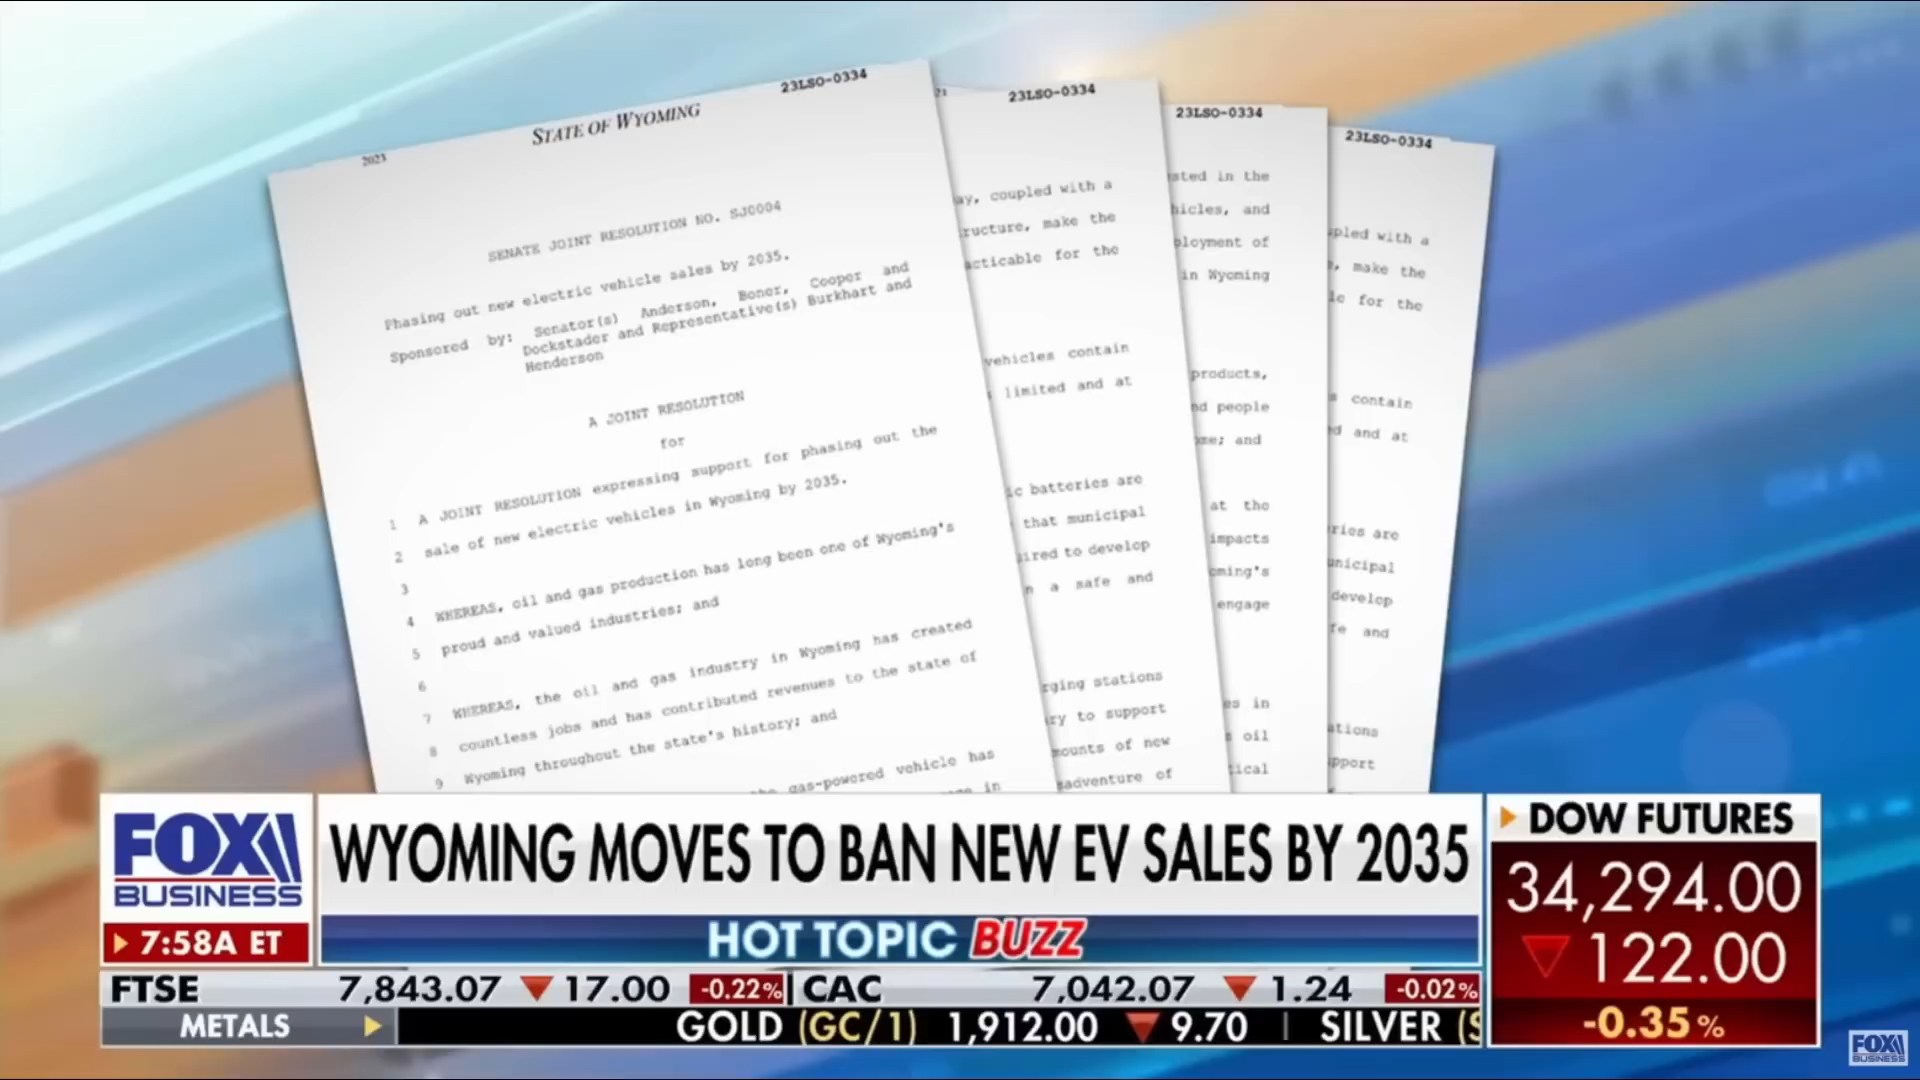 23LSO-0334
STATE OF WYOMING
2023
SENATE JOINT RESOLUTION NO. SJ0004
Phasing out new electric vehicle sales by 2035.
Sponsored by: Senator(s) Anderson, Boner, Cooper and
Dockstader and Representative(s) Burkhart and
Henderson
A JOINT RESOLUTION
for
1 A JOINT RESOLUTION expressing support for phasing out the
2 sale of new electric vehicles in Wyoming by 2035.
3
4 WHEREAS, oil and gas production has long been one of Wyoming's
5 proud and valued industries; and
6
7 WHEREAS, the oil and gas industry in Wyoming has created
8 countless jobs and has contributed revenues to the state of
9 Wyoming throughout the state's history; and
gas-powered vehicle has
in
23LSO-0334
coupled with a
make the
for the
vehicles contain
limited and at
batteries are
that municipal
to develop
a safe and
stations
to support
of new
of
23LSO-0334
in the
and
of
in Wyoming
products,
people
and
at the
impacts
engage
in
oil
23LSO-0334
with a
make the
for the
contain
and at
are
develop
and
FOX
BUSINESS
7:58A ET
WYOMING MOVES TO BAN NEW EV SALES BY 2035
HOT TOPIC BUZZ
DOW FUTURES
34,294.00
▼ 122.00
-0.35%
FTSE 7,843.07 ▼ 17.00 -0.22% CAC 7,042.07 ▼ 1.24 -0.02%
METALS GOLD (GC/1) 1,912.00 ▼ 9.70 | SILVER (S
FOX
BUSINESS